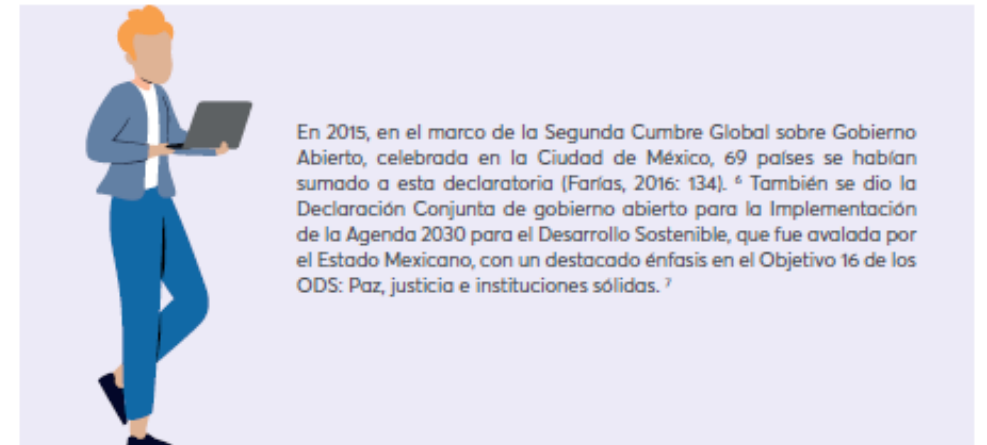 En 2015, en el marco de la Segunda Cumbre Global sobre Gobierno
Abierto, celebrada en la Ciudad de México, 69 países se habían
sumado a esta declaratoria (Farías, 2016: 134). ⁶ También se dio la
Declaración Conjunta de gobierno abierto para la Implementación
de la Agenda 2030 para el Desarrollo Sostenible, que fue avalada por
el Estado Mexicano, con un destacado énfasis en el Objetivo 16 de los
ODS: Paz, justicia e instituciones sólidas. ⁷